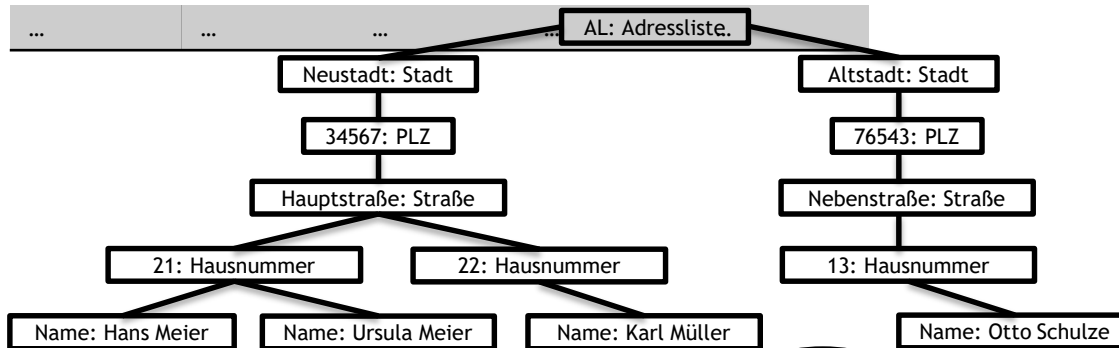 ... ... ... ... AL: Adressliste ...
Neustadt: Stadt Altstadt: Stadt
34567: PLZ 76543: PLZ
Hauptstraße: Straße Nebenstraße: Straße
21: Hausnummer 22: Hausnummer 13: Hausnummer
Name: Hans Meier Name: Ursula Meier Name: Karl Müller Name: Otto Schulze